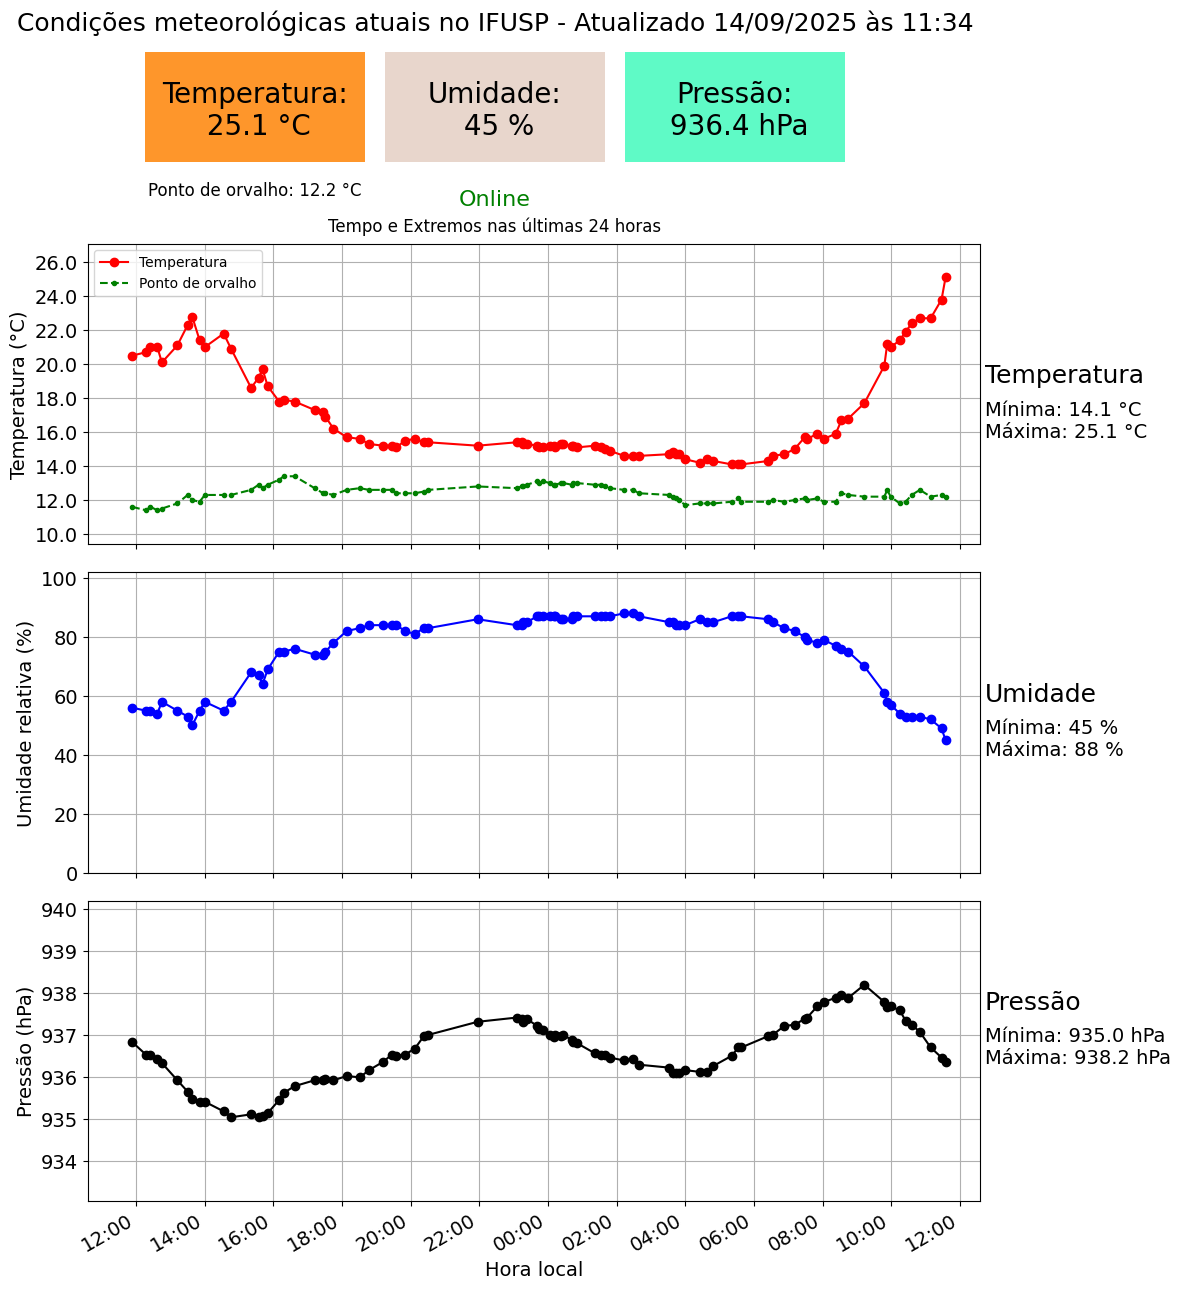 Condições meteorológicas atuais no IFUSP - Atualizado 14/09/2025 às 11:34
Temperatura:
25.1 °C
Umidade:
45 %
Pressão:
936.4 hPa
Ponto de orvalho: 12.2 °C
Online
Tempo e Extremos nas últimas 24 horas
Temperatura (°C)
26.0
24.0
22.0
20.0
18.0
16.0
14.0
12.0
10.0
Temperatura
Ponto de orvalho
Temperatura
Mínima: 14.1 °C
Máxima: 25.1 °C
Umidade relativa (%)
100
80
60
40
20
0
Umidade
Mínima: 45 %
Máxima: 88 %
Pressão (hPa)
940
939
938
937
936
935
934
Pressão
Mínima: 935.0 hPa
Máxima: 938.2 hPa
12:00 14:00 16:00 18:00 20:00 22:00 00:00 02:00 04:00 06:00 08:00 10:00 12:00
Hora local